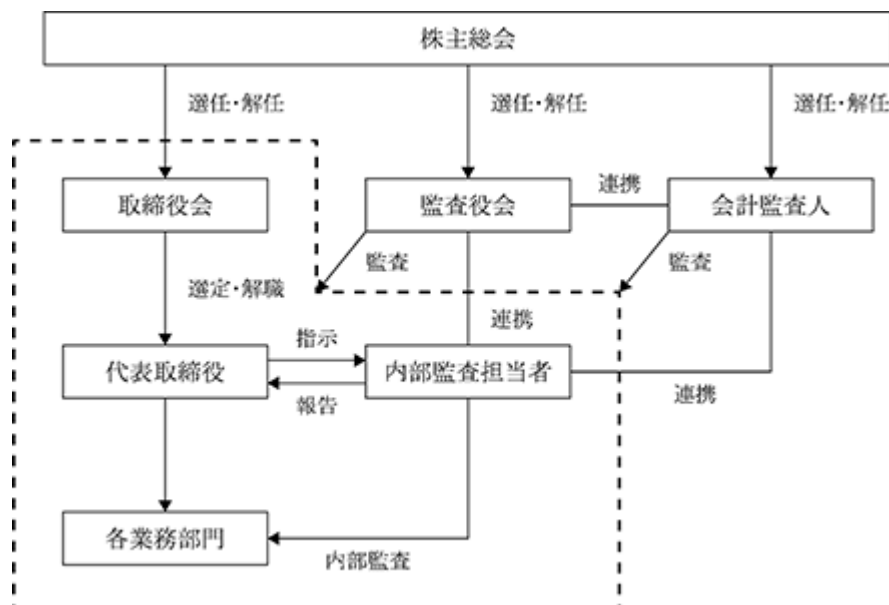 株主総会
選任・解任
選任・解任
選任・解任
取締役会
監査役会
連携
会計監査人
監査
監査
選定・解職
連携
指示
代表取締役
内部監査担当者
報告
連携
各業務部門
内部監査